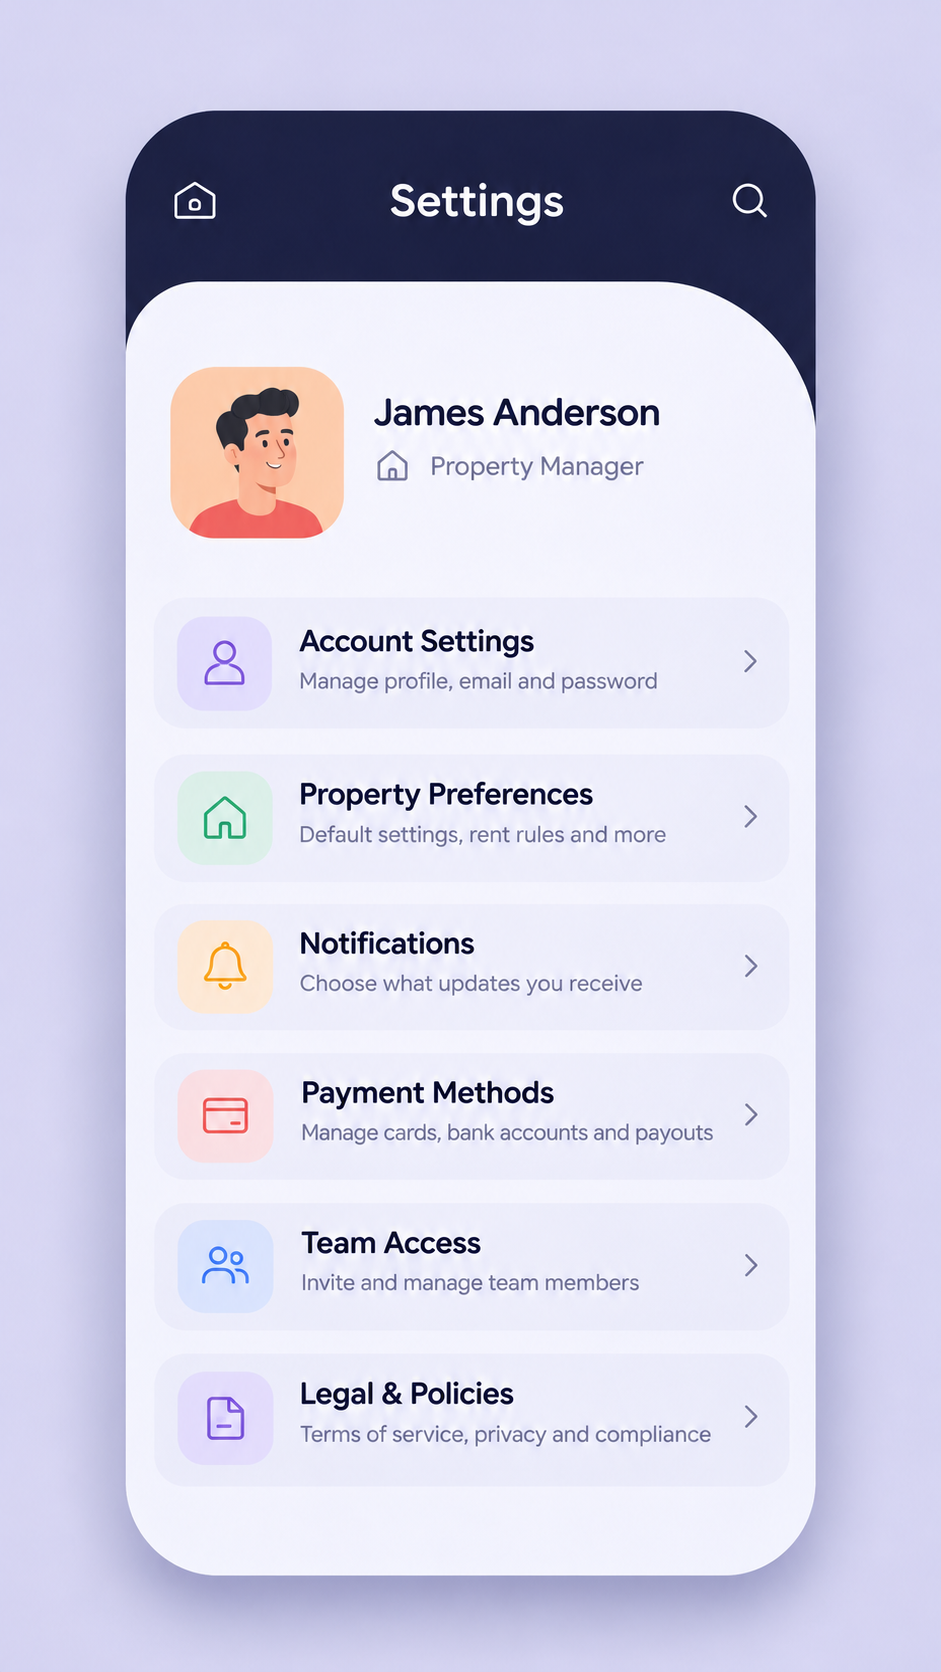 Settings
James Anderson
Property Manager
Account Settings
Manage profile, email and password
Property Preferences
Default settings, rent rules and more
Notifications
Choose what updates you receive
Payment Methods
Manage cards, bank accounts and payouts
Team Access
Invite and manage team members
Legal & Policies
Terms of service, privacy and compliance